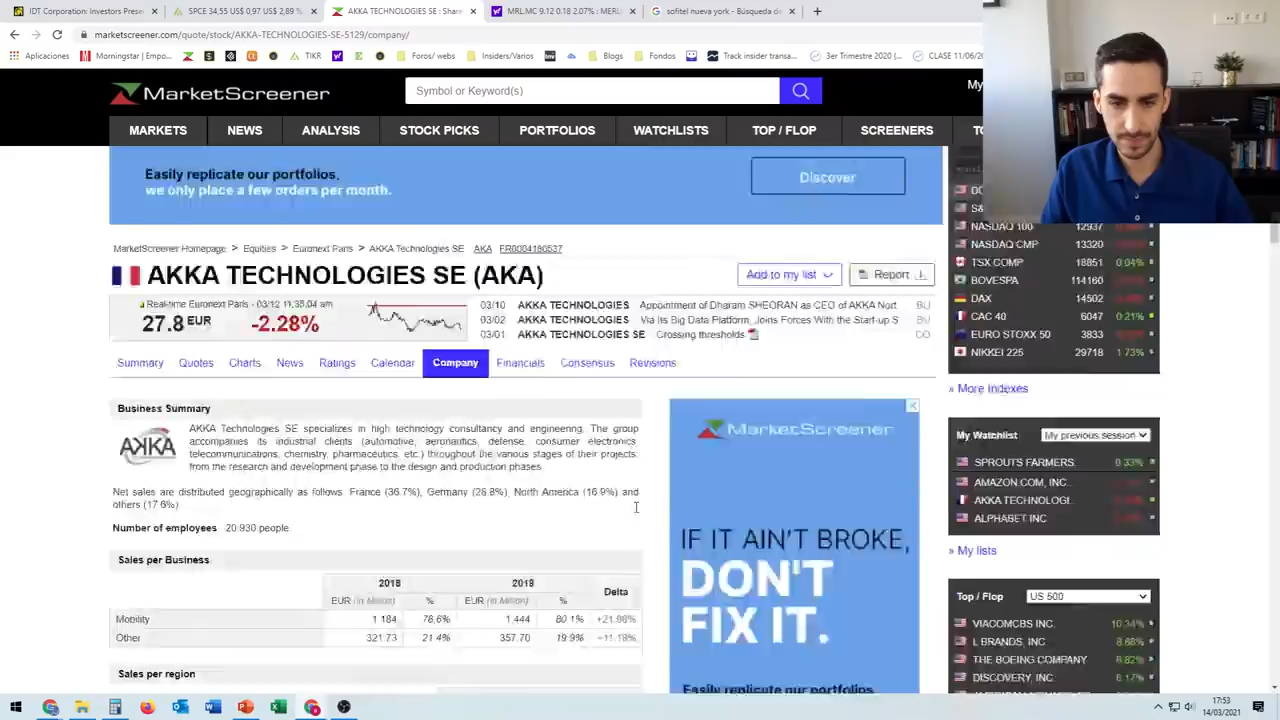 IDT Corporation: Investors Prese
SPCE 34.55 US$ 0,97 US$ 2,89
AKKA TECHNOLOGIES SE : Share
MRL.MC 9.12 0.18 2.07% : MERL
sofitel nueva york - Búsqueda de
marketscreener.com/quote/stock/AKKA-TECHNOLOGIES-SE-5129/company/
Aplicaciones
Morningstar | Empo...
TIKR
Foros/ webs
Insiders/Varios
Blogs
Fondos
Track insider transa...
3er Trimestre 2020 (...
CLASE 11/06/
MarketScreener
Symbol or Keyword(s)
My
MARKETS
NEWS
ANALYSIS
STOCK PICKS
PORTFOLIOS
WATCHLISTS
TOP / FLOP
SCREENERS
Easily replicate our portfolios.
we only place a few orders per month.
Discover
MarketScreener Homepage > Equities > Euronext Paris > AKKA Technologies SE AKA FR0004180537
AKKA TECHNOLOGIES SE (AKA)
Add to my list
Report
Real-time Euronext Paris - 03/12 11:35:04 am
27.8 EUR
-2.28%
03/10 AKKA TECHNOLOGIES Appointment of Dharam SHEORAN as CEO of AKKA Nort BU
03/02 AKKA TECHNOLOGIES Via Its Big Data Platform, Joins Forces With the Start-up S
03/01 AKKA TECHNOLOGIES SE Crossing thresholds CO
Summary
Quotes
Charts
News
Ratings
Calendar
Company
Financials
Consensus
Revisions
Business Summary
AKKA
AKKA Technologies SE specializes in high technology consultancy and engineering. The group
accompanies its industrial clients (automotive, aeronautics, defense, consumer electronics,
telecommunications, chemistry, pharmaceutics, etc.) throughout the various stages of their projects:
from the research and development phase to the design and production phases.
Net sales are distributed geographically as follows: France (36.7%), Germany (26.8%), North America (16.9%) and
others (17.6%)
Number of employees : 20 930 people.
Sales per Business
2018 2019 Delta
EUR (in Million) % EUR (in Million) %
Mobility 1 184 78.6% 1 444 80.1% +21.96%
Other 321.73 21.4% 357.70 19.9% +11.18%
Sales per region
MarketScreener
IF IT AIN'T BROKE,
DON'T
FIX IT.
Easily replicate our portfolios
NASDAQ 100 12937
NASDAQ CMP 13320
TSX COMP 18851 0.04%
BOVESPA 114160
DAX 14502
CAC 40 6047 0.21%
EURO STOXX 50 3833
NIKKEI 225 29718 1.73%
» More Indexes
My Watchlist
My previous session
SPROUTS FARMERS. 0.33%
AMAZON.COM, INC.
AKKA TECHNOLOGI.
ALPHABET INC.
» My lists
Top / Flop
US 500
VIACOMCBS INC. 10.34%
L BRANDS, INC. 8.68%
THE BOEING COMPANY 6.82%
DISCOVERY, INC. 6.17%
17:53
14/03/2021